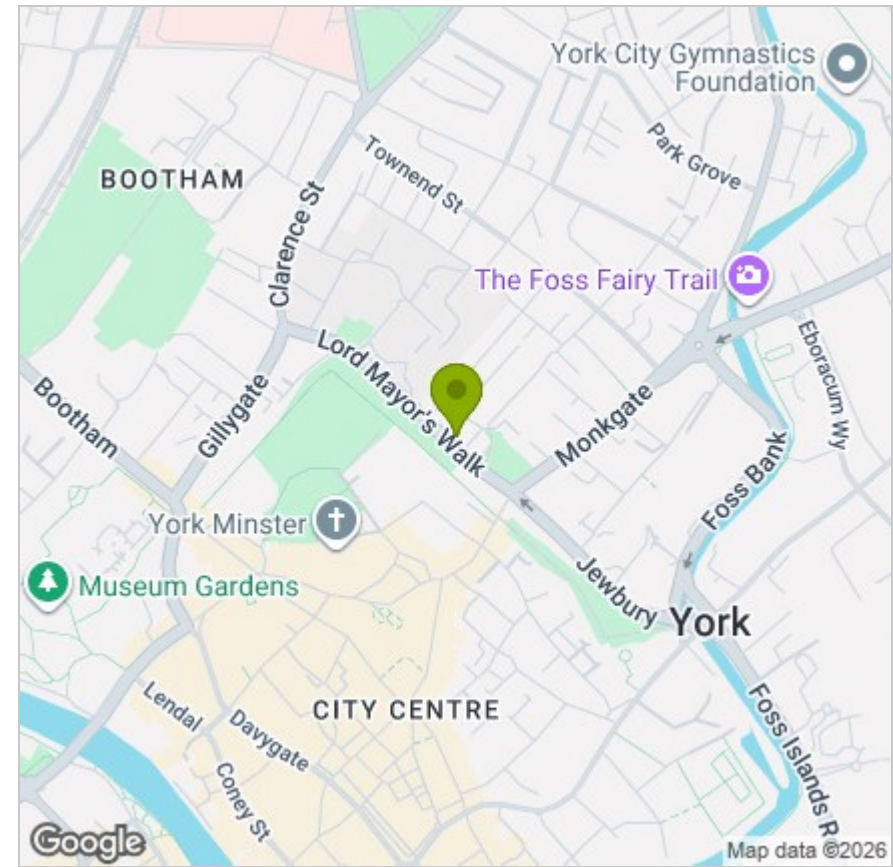 York City Gymnastics
Foundation
Park Grove
Townend St
BOOTHAM
Clarence St
The Foss Fairy Trail
Eboracum Wy
Lord Mayor's Walk
Bootham
Gillygate
Monkgate
Foss Bank
York Minster
Museum Gardens
Jewbury
York
Lendal
Davygate
CITY CENTRE
Foss Islands R
Coney St
Google
Map data ©2026